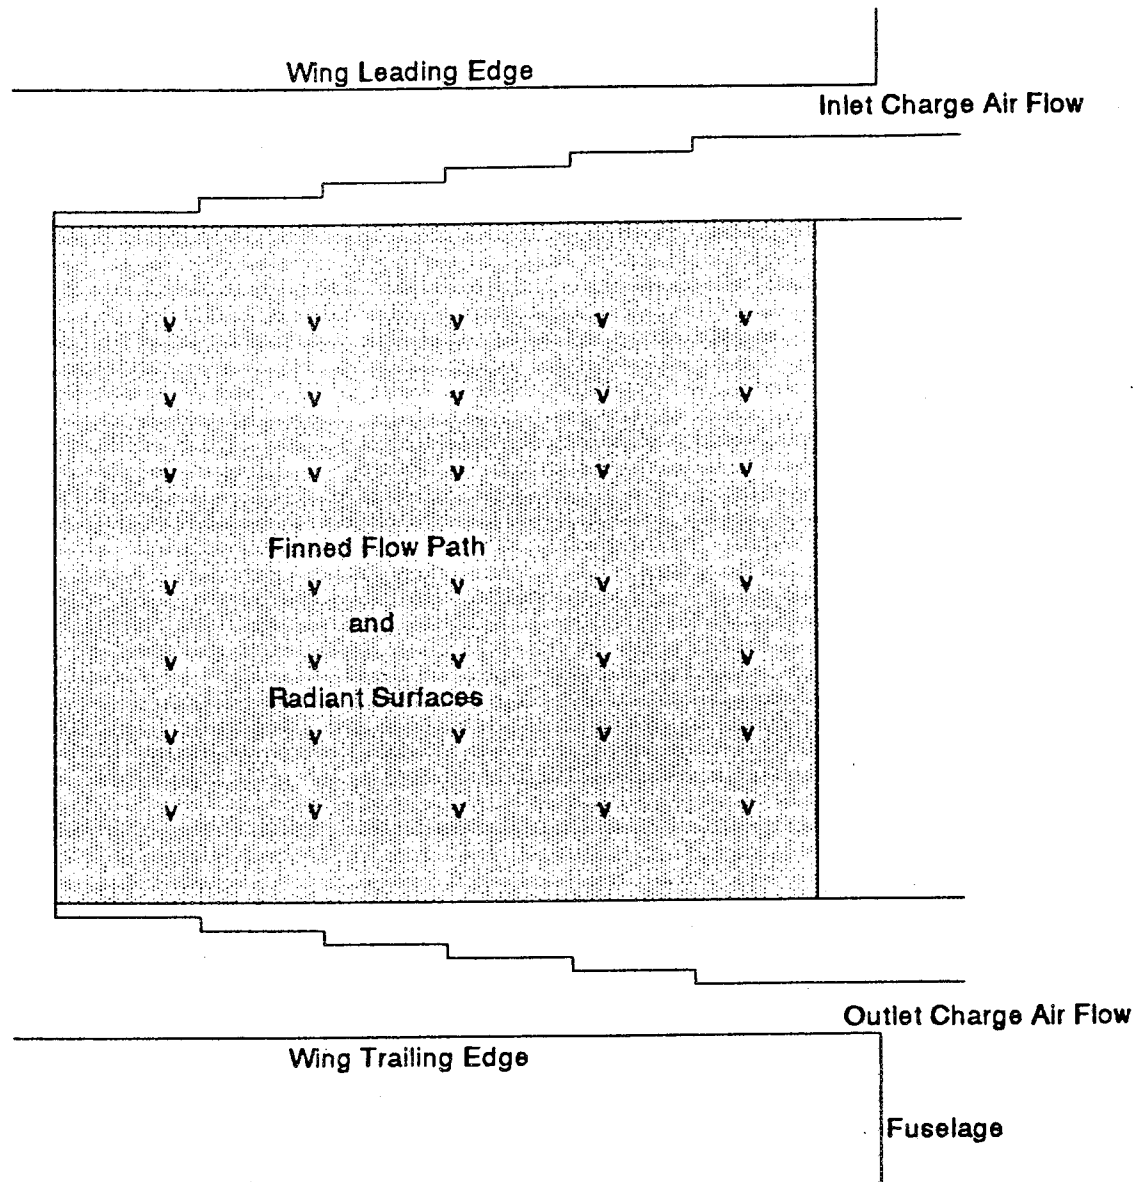 Wing Leading Edge
Inlet Charge Air Flow
v v v v v
v v v v v
v v v v v
Finned Flow Path
v v v v v
and
v v v v v
Radiant Surfaces
v v v v v
v v v v v
Outlet Charge Air Flow
Wing Trailing Edge
Fuselage